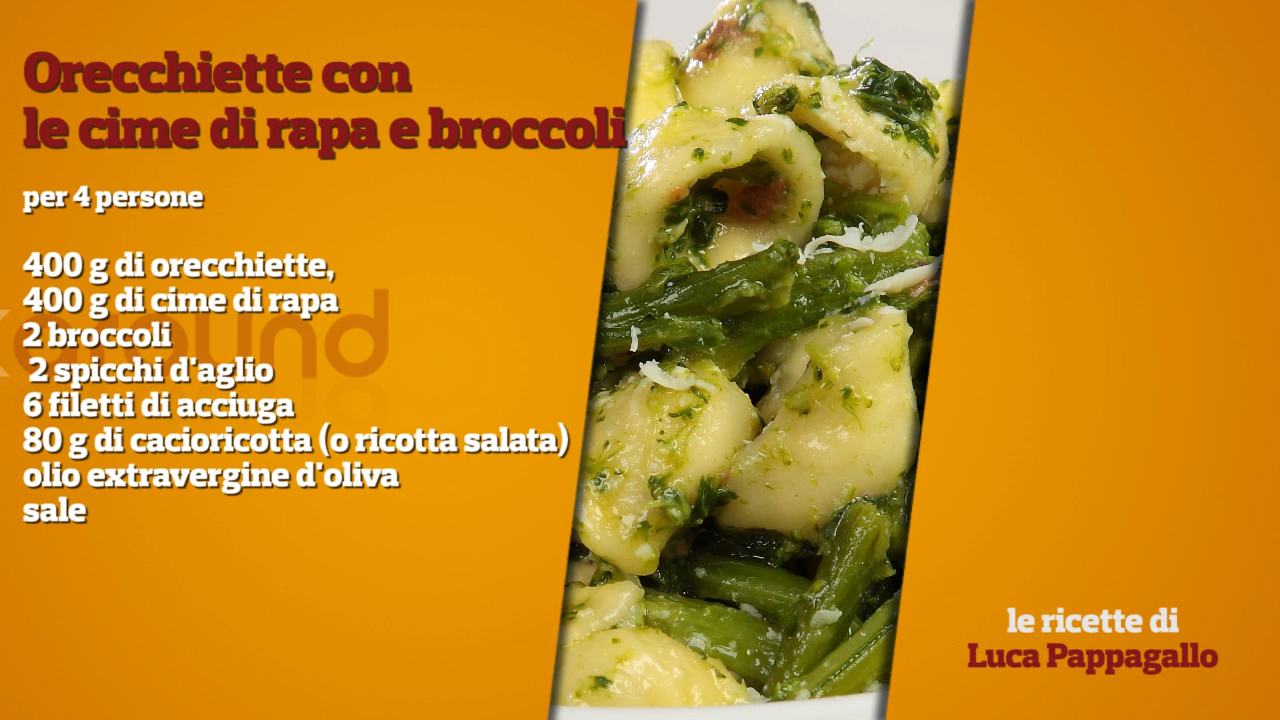 Orecchiette con
le cime di rapa e broccoli
per 4 persone
400 g di orecchiette,
400 g di cime di rapa
2 broccoli
2 spicchi d'aglio
6 filetti di acciuga
80 g di cacioricotta (o ricotta salata)
olio extravergine d'oliva
sale
le ricette di
Luca Pappagallo